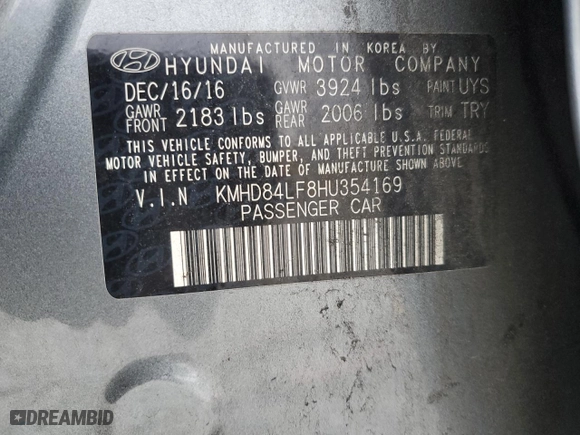 MANUFACTURED IN KOREA BY
HYUNDAI MOTOR COMPANY
DEC/16/16 GVWR 3924 lbs PAINT UYS
GAWR FRONT 2183 lbs GAWR REAR 2006 lbs TRIM TRY
THIS VEHICLE CONFORMS TO ALL APPLICABLE U.S.A. FEDERAL
MOTOR VEHICLE SAFETY, BUMPER, AND THEFT PREVENTION STANDARDS
IN EFFECT ON THE DATE OF MANUFACTURE SHOWN ABOVE.
V.I.N KMHD84LF8HU354169
PASSENGER CAR
DREAMBID